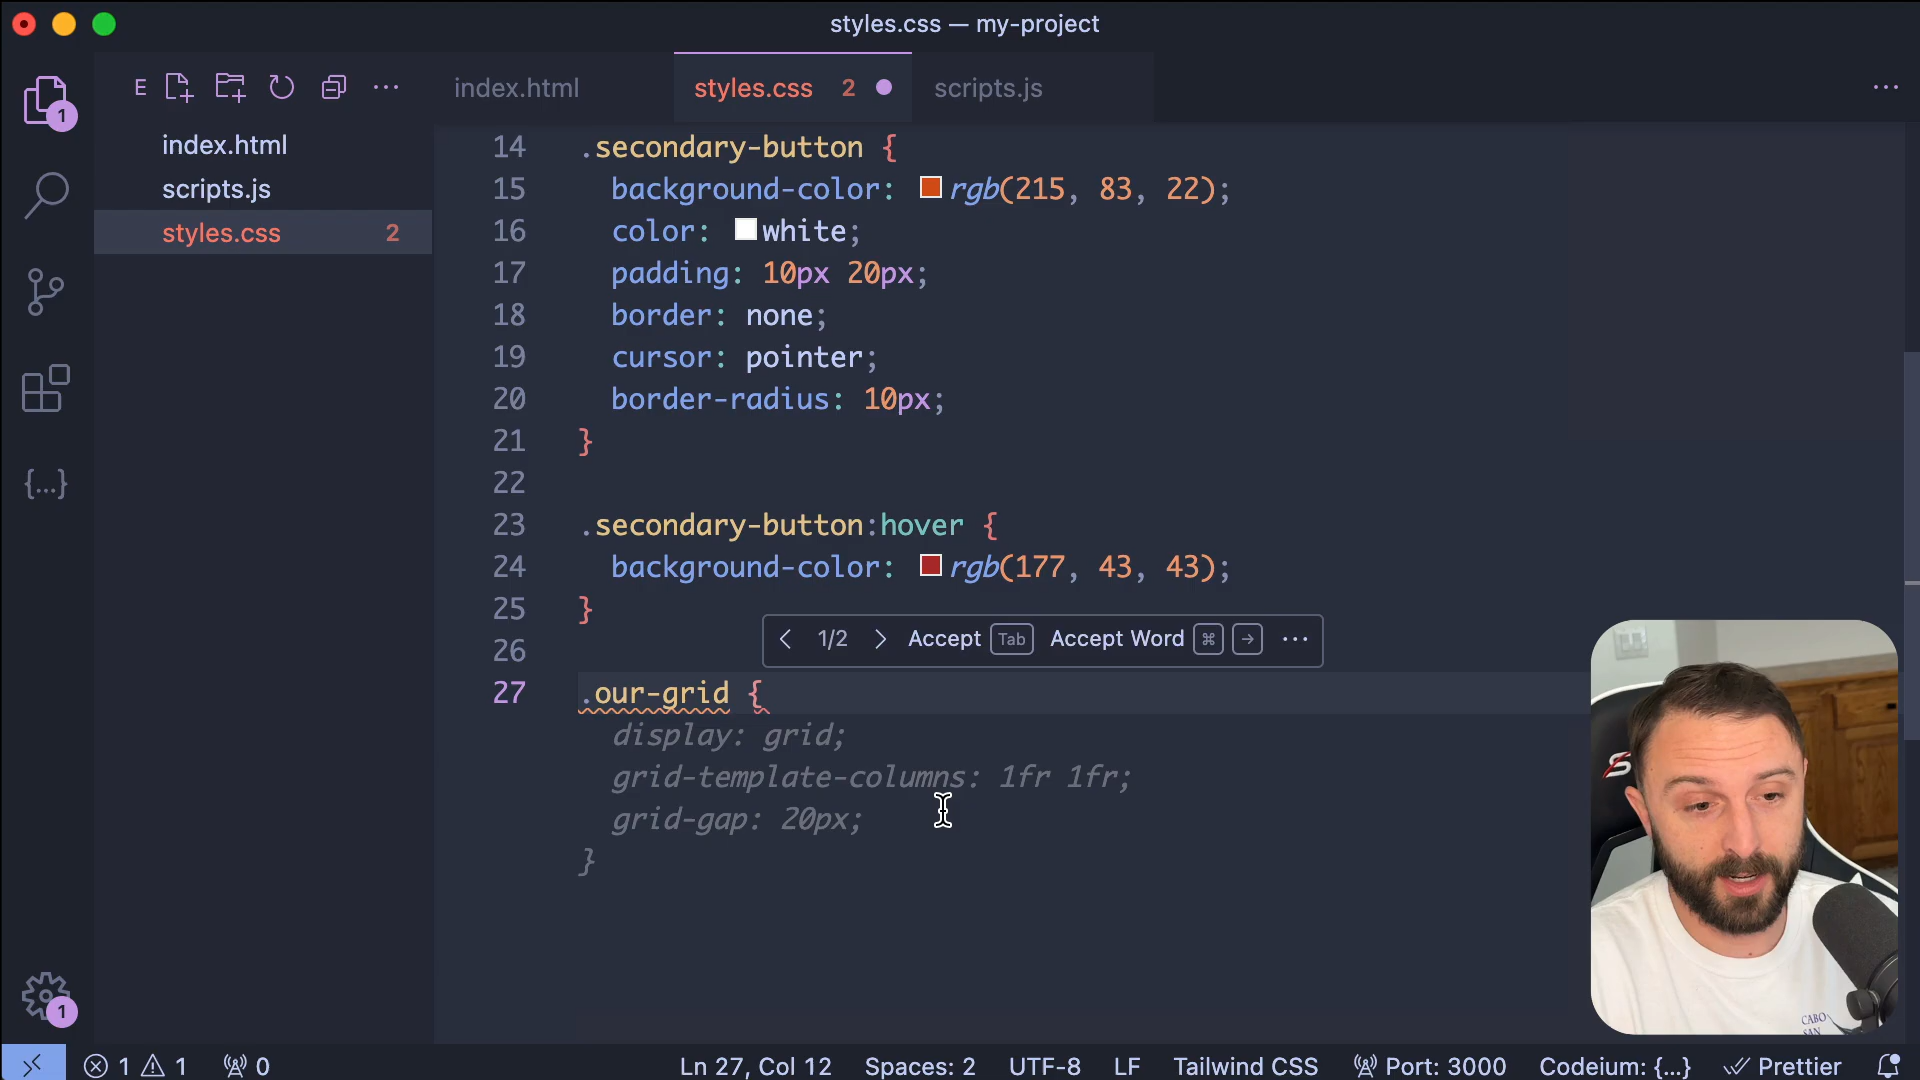 styles.css — my-project
E ...
index.html
styles.css 2
scripts.js
...
1
index.html
scripts.js
styles.css 2
{...}
1
14 .secondary-button {
15 background-color: rgb(215, 83, 22);
16 color: white;
17 padding: 10px 20px;
18 border: none;
19 cursor: pointer;
20 border-radius: 10px;
21 }
22
23 .secondary-button:hover {
24 background-color: rgb(177, 43, 43);
25 }
26
< 1/2 > Accept Tab Accept Word ⌘ → ...
27 .our-grid {
display: grid;
grid-template-columns: 1fr 1fr;
grid-gap: 20px;
}
CABO
SAN
1 1 0 Ln 27, Col 12 Spaces: 2 UTF-8 LF Tailwind CSS Port: 3000 Codeium: {...} Prettier